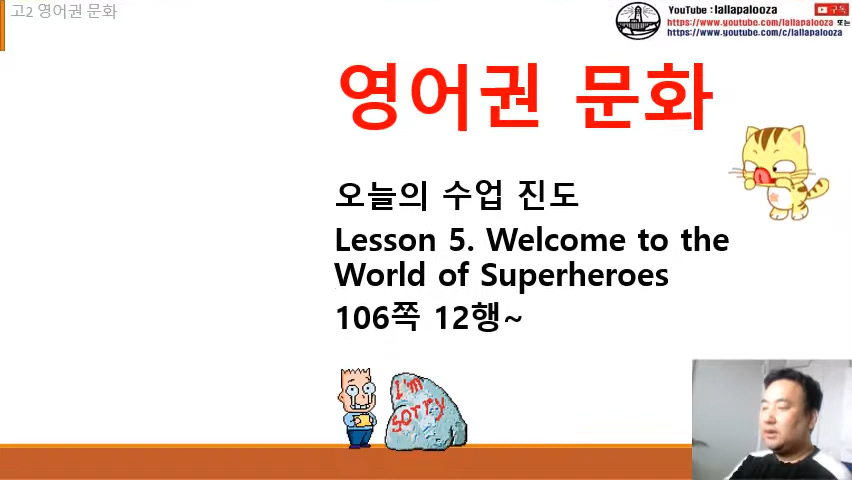 고2 영어권 문화
YouTube : lallapalooza
구독
https://www.youtube.com/lallapalooza 또는
https://www.youtube.com/c/lallapalooza
영어권 문화
오늘의 수업 진도
Lesson 5. Welcome to the
World of Superheroes
106쪽 12행~
I'm
sorry